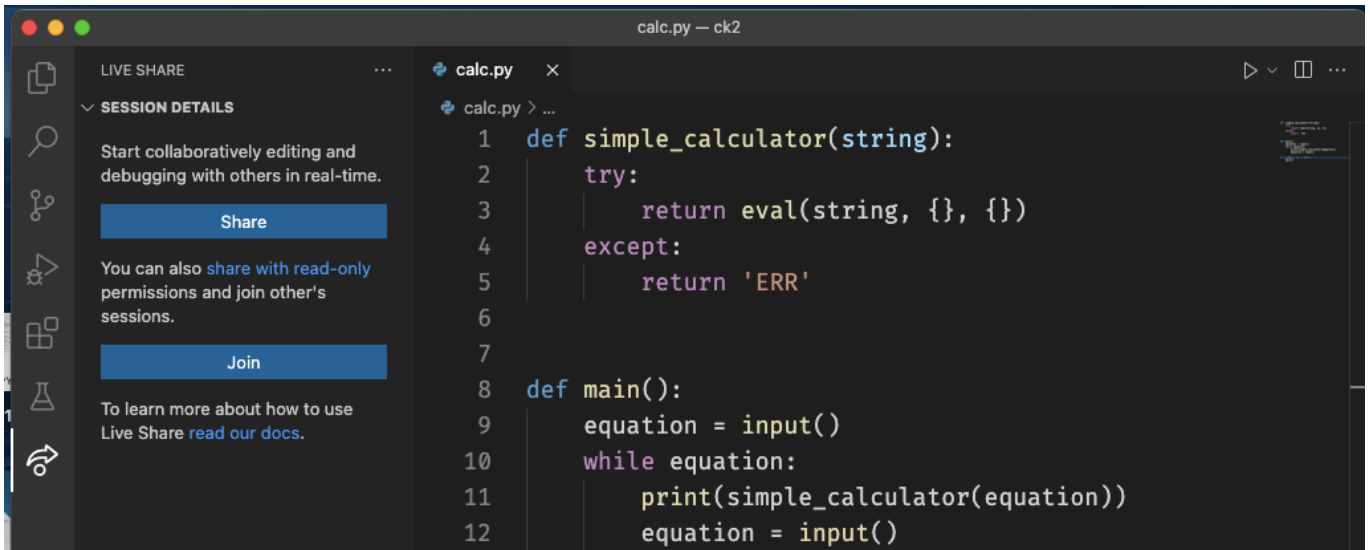 calc.py — ck2
LIVE SHARE
SESSION DETAILS
Start collaboratively editing and
debugging with others in real-time.
Share
You can also share with read-only
permissions and join other's
sessions.
Join
To learn more about how to use
Live Share read our docs.
calc.py
calc.py > ...
1 def simple_calculator(string):
2     try:
3         return eval(string, {}, {})
4     except:
5         return 'ERR'
6
7
8 def main():
9     equation = input()
10     while equation:
11         print(simple_calculator(equation))
12         equation = input()